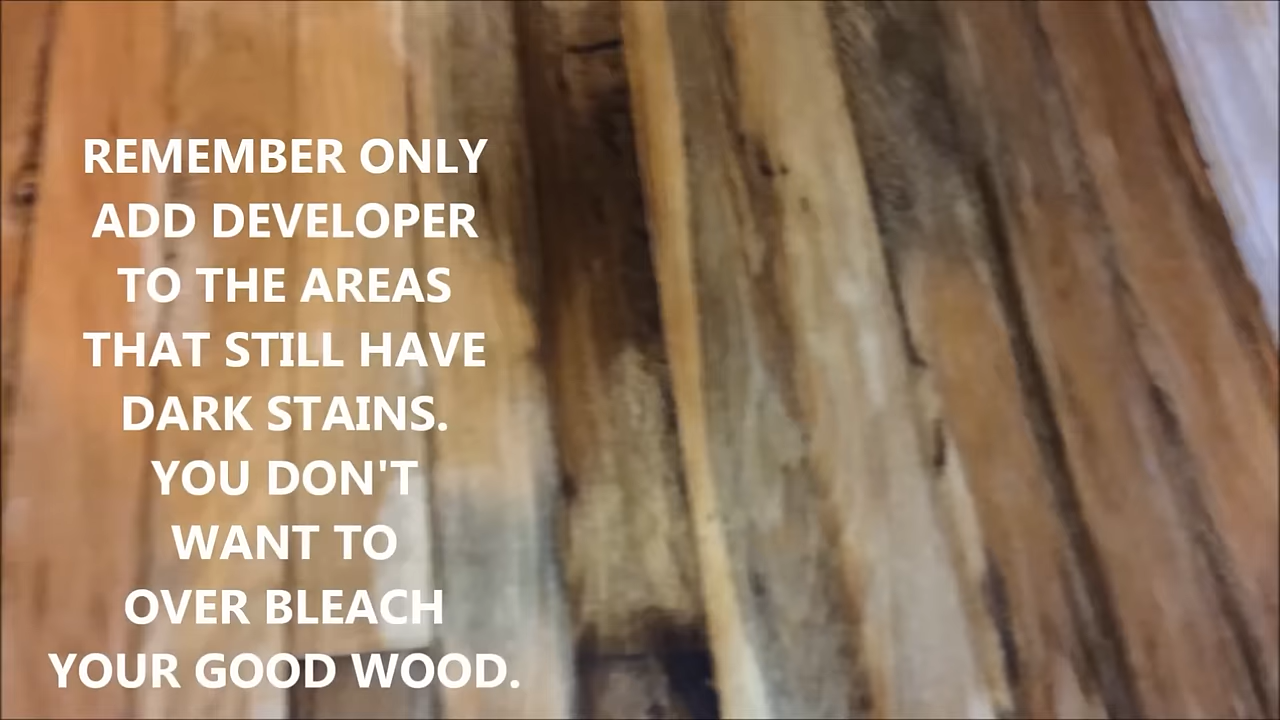 REMEMBER ONLY
ADD DEVELOPER
TO THE AREAS
THAT STILL HAVE
DARK STAINS.
YOU DON'T
WANT TO
OVER BLEACH
YOUR GOOD WOOD.